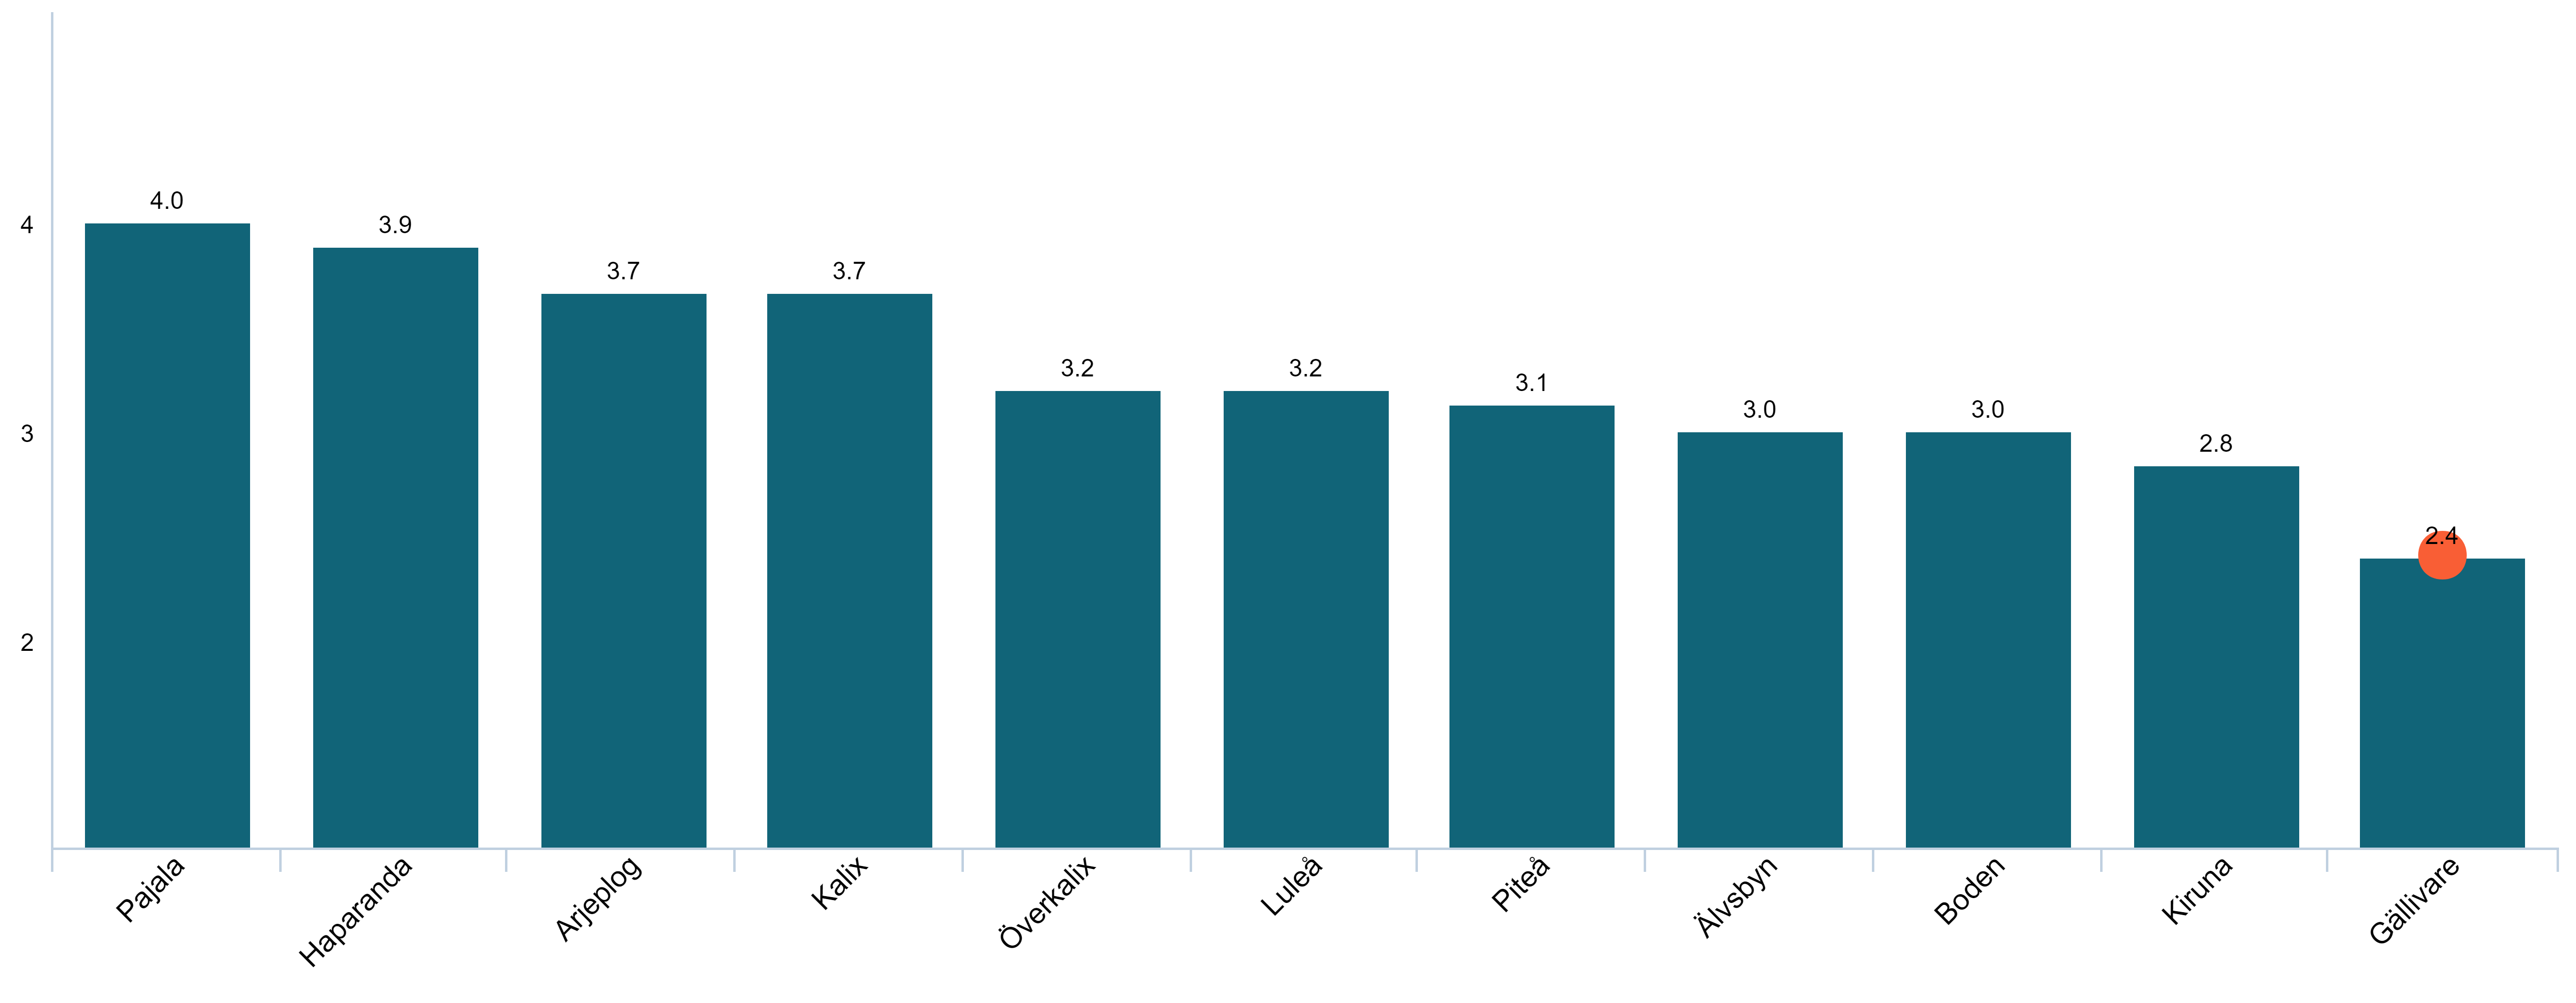 4.0
3.9
3.7
3.7
3.2
3.2
3.1
3.0
3.0
2.8
2.4
4
3
2
Pajala
Haparanda
Arjeplog
Kalix
Överkalix
Luleå
Piteå
Älvsbyn
Boden
Kiruna
Gällivare